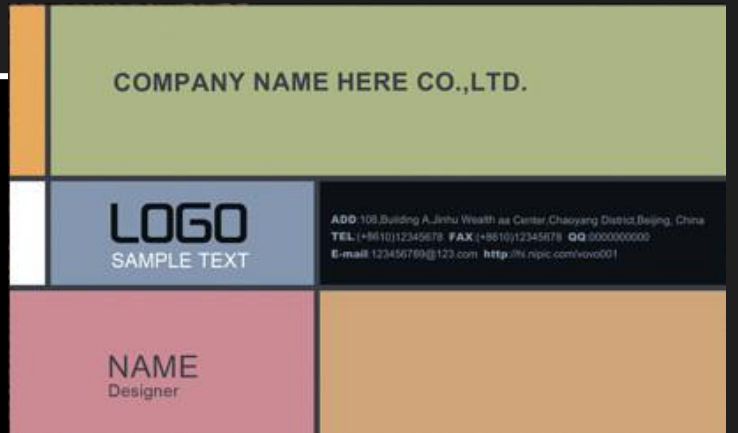 COMPANY NAME HERE CO.,LTD.
LOGO
SAMPLE TEXT
ADD:108,Building A.Jinhu Wealth aa Center,Chaoyang District,Beijing, China
TEL:(+8610)12345678 FAX:(+8610)12345678 QQ:0000000000
E-mail:123456789@123.com http://hi.nipic.com/vovo001
NAME
Designer